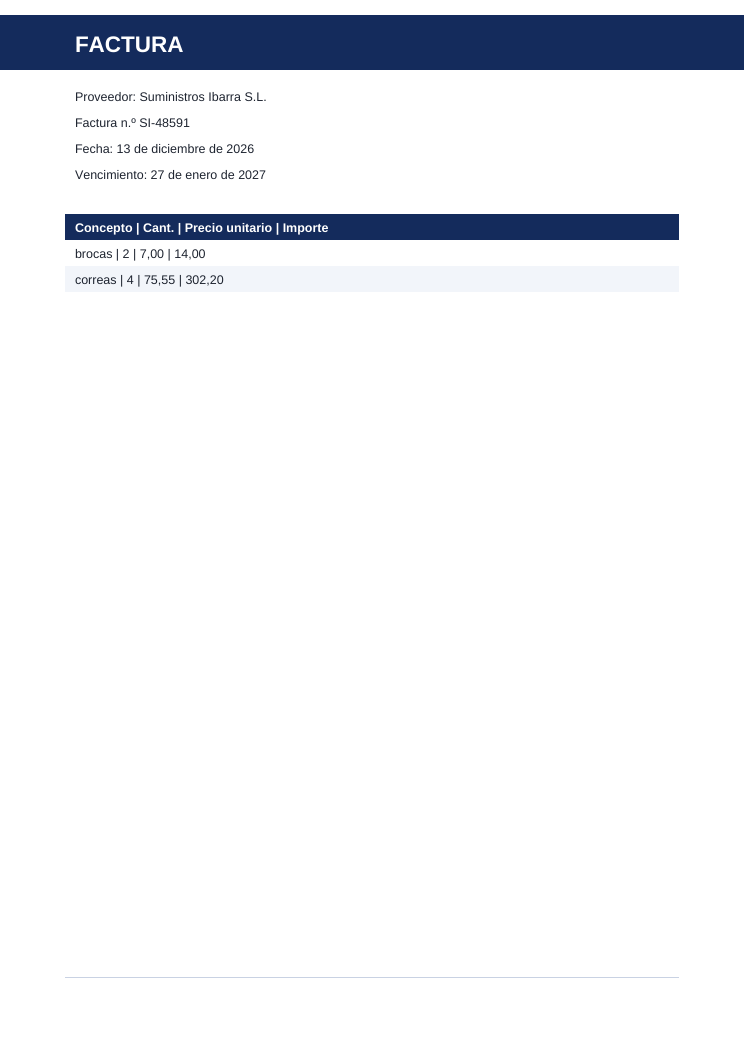 FACTURA
Proveedor: Suministros Ibarra S.L.
Factura n.º SI-48591
Fecha: 13 de diciembre de 2026
Vencimiento: 27 de enero de 2027
Concepto | Cant. | Precio unitario | Importe
brocas | 2 | 7,00 | 14,00
correas | 4 | 75,55 | 302,20